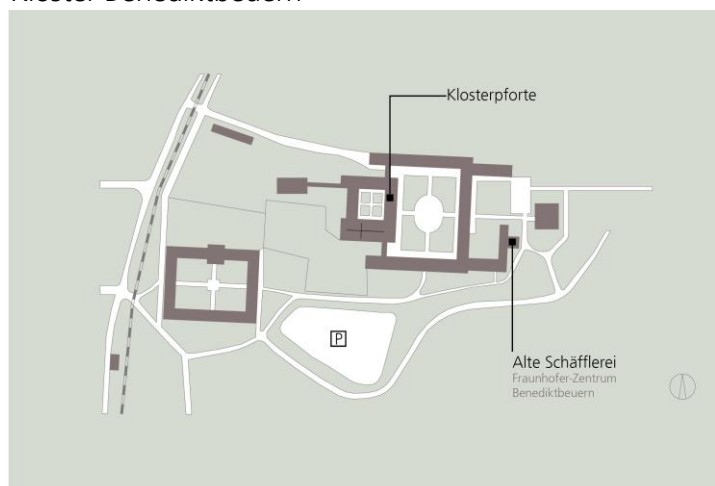 Kloster Benediktbeuern
Klosterpforte
P
Alte Schäfflerei
Fraunhofer-Zentrum
Benediktbeuern